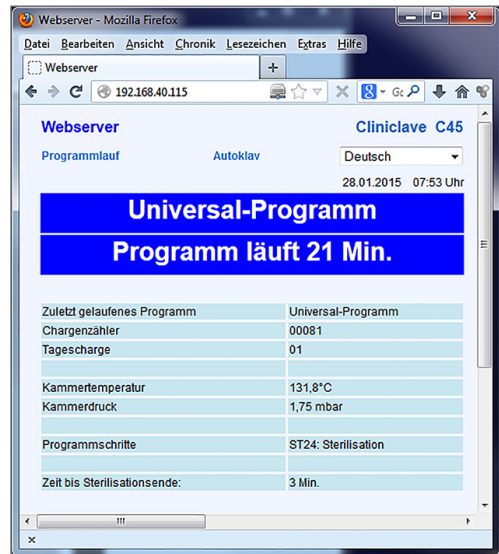 Webserver - Mozilla Firefox
Datei Bearbeiten Ansicht Chronik Lesezeichen Extras Hilfe
Webserver
192.168.40.115
Webserver Cliniclave C45
Programmlauf Autoklav Deutsch
28.01.2015 07:53 Uhr
Universal-Programm
Programm läuft 21 Min.
Zuletzt gelaufenes Programm Universal-Programm
Chargenzähler 00081
Tagescharge 01
Kammertemperatur 131,8°C
Kammerdruck 1,75 mbar
Programmschritte ST24: Sterilisation
Zeit bis Sterilisationsende: 3 Min.